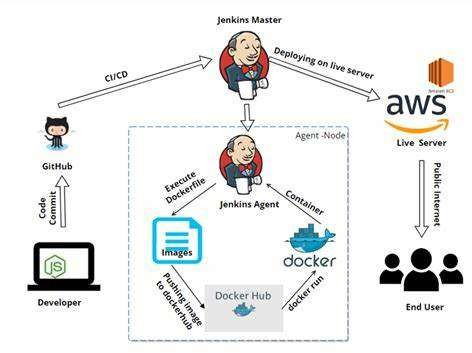 Jenkins Master
CI/CD
Deploying on live server
Amazon EC2
aws
Live Server
GitHub
Agent -Node
Jenkins Agent
Execute
Dockerfile
Container
Code
Commit
Public Internet
Images
docker
JS
Developer
Pushing image
to dockerhub
Docker Hub
docker run
End User